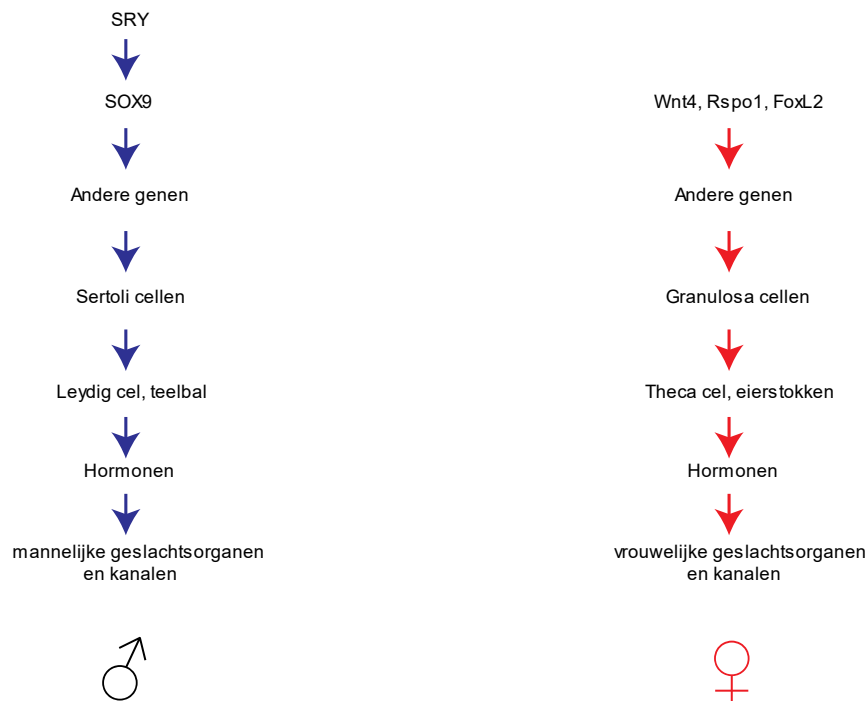 SRY
SOX9
Wnt4, Rspo1, FoxL2
Andere genen
Andere genen
Sertoli cellen
Granulosa cellen
Leydig cel, teelbal
Theca cel, eierstokken
Hormonen
Hormonen
mannelijke geslachtsorganen
en kanalen
vrouwelijke geslachtsorganen
en kanalen